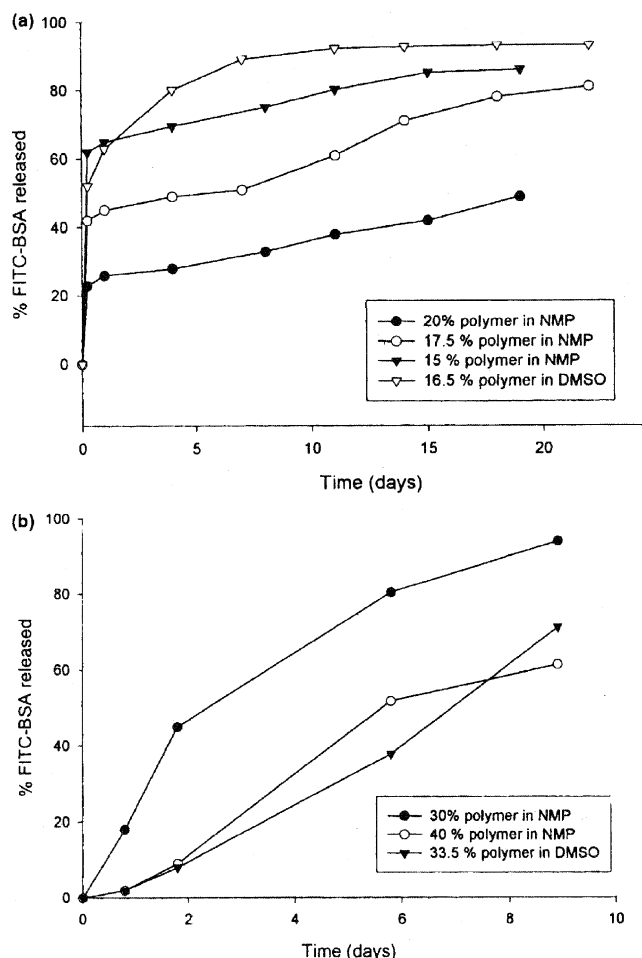 (a)
100
80
60
40
20
0
% FITC-BSA released
20% polymer in NMP
17.5 % polymer in NMP
15 % polymer in NMP
16.5 % polymer in DMSO
0 5 10 15 20
Time (days)
(b)
100
80
60
40
20
0
% FITC-BSA released
30% polymer in NMP
40 % polymer in NMP
33.5 % polymer in DMSO
0 2 4 6 8 10
Time (days)